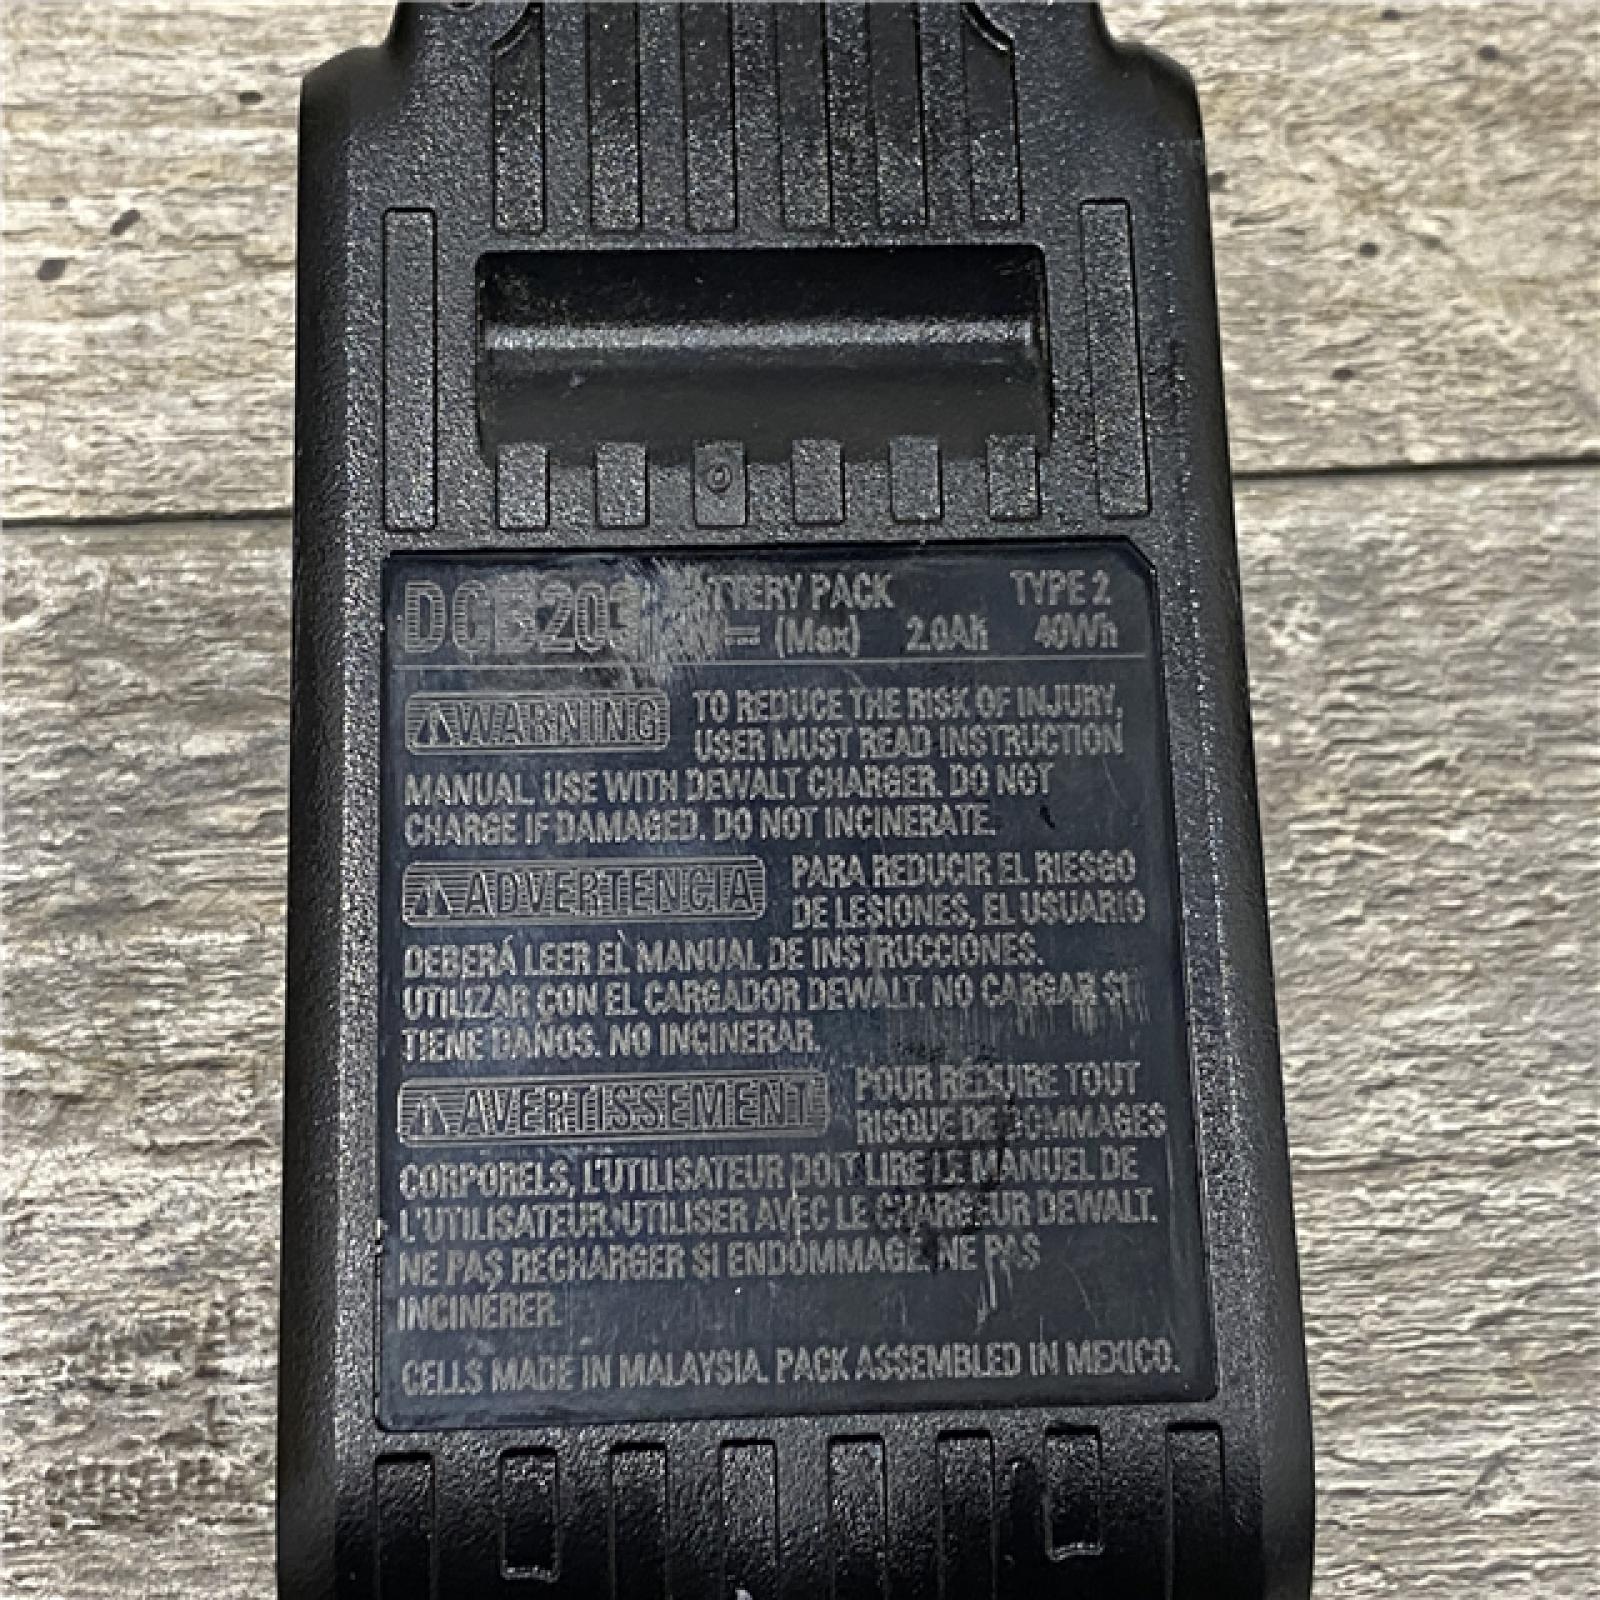 DCB203 BATTERY PACK TYPE 2
(Max) 2.0Ah 40Wh
WARNING TO REDUCE THE RISK OF INJURY,
USER MUST READ INSTRUCTION
MANUAL. USE WITH DEWALT CHARGER. DO NOT
CHARGE IF DAMAGED. DO NOT INCINERATE.
ADVERTENCIA PARA REDUCIR EL RIESGO
DE LESIONES, EL USUARIO
DEBERÁ LEER EL MANUAL DE INSTRUCCIONES.
UTILIZAR CON EL CARGADOR DEWALT. NO CARGAR SI
TIENE DAÑOS. NO INCINERAR.
AVERTISSEMENT POUR RÉDUIRE TOUT
RISQUE DE DOMMAGES
CORPORELS, L'UTILISATEUR DOIT LIRE LE MANUEL DE
L'UTILISATEUR. UTILISER AVEC LE CHARGEUR DEWALT.
NE PAS RECHARGER SI ENDOMMAGÉ. NE PAS
INCINÉRER.
CELLS MADE IN MALAYSIA. PACK ASSEMBLED IN MEXICO.